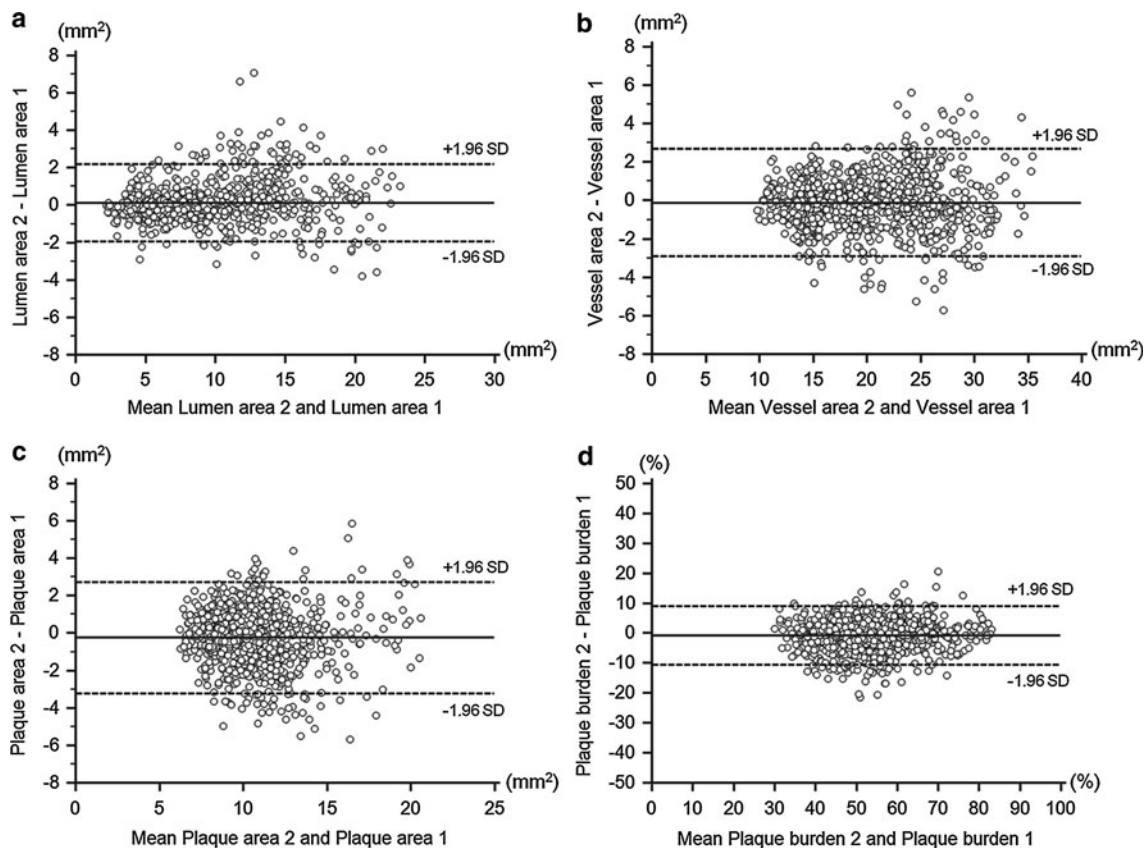 a
(mm²)
Lumen area 2 - Lumen area 1
8
6
4
2
0
-2
-4
-6
-8
+1.96 SD
-1.96 SD
0 5 10 15 20 25 30
(mm²)
Mean Lumen area 2 and Lumen area 1
b
(mm²)
Vessel area 2 - Vessel area 1
8
6
4
2
0
-2
-4
-6
-8
+1.96 SD
-1.96 SD
0 5 10 15 20 25 30 35 40
(mm²)
Mean Vessel area 2 and Vessel area 1
c
(mm²)
Plaque area 2 - Plaque area 1
8
6
4
2
0
-2
-4
-6
-8
+1.96 SD
-1.96 SD
0 5 10 15 20 25
(mm²)
Mean Plaque area 2 and Plaque area 1
d
(%)
Plaque burden 2 - Plaque burden 1
50
40
30
20
10
0
-10
-20
-30
-40
-50
+1.96 SD
-1.96 SD
0 10 20 30 40 50 60 70 80 90 100
(%)
Mean Plaque burden 2 and Plaque burden 1